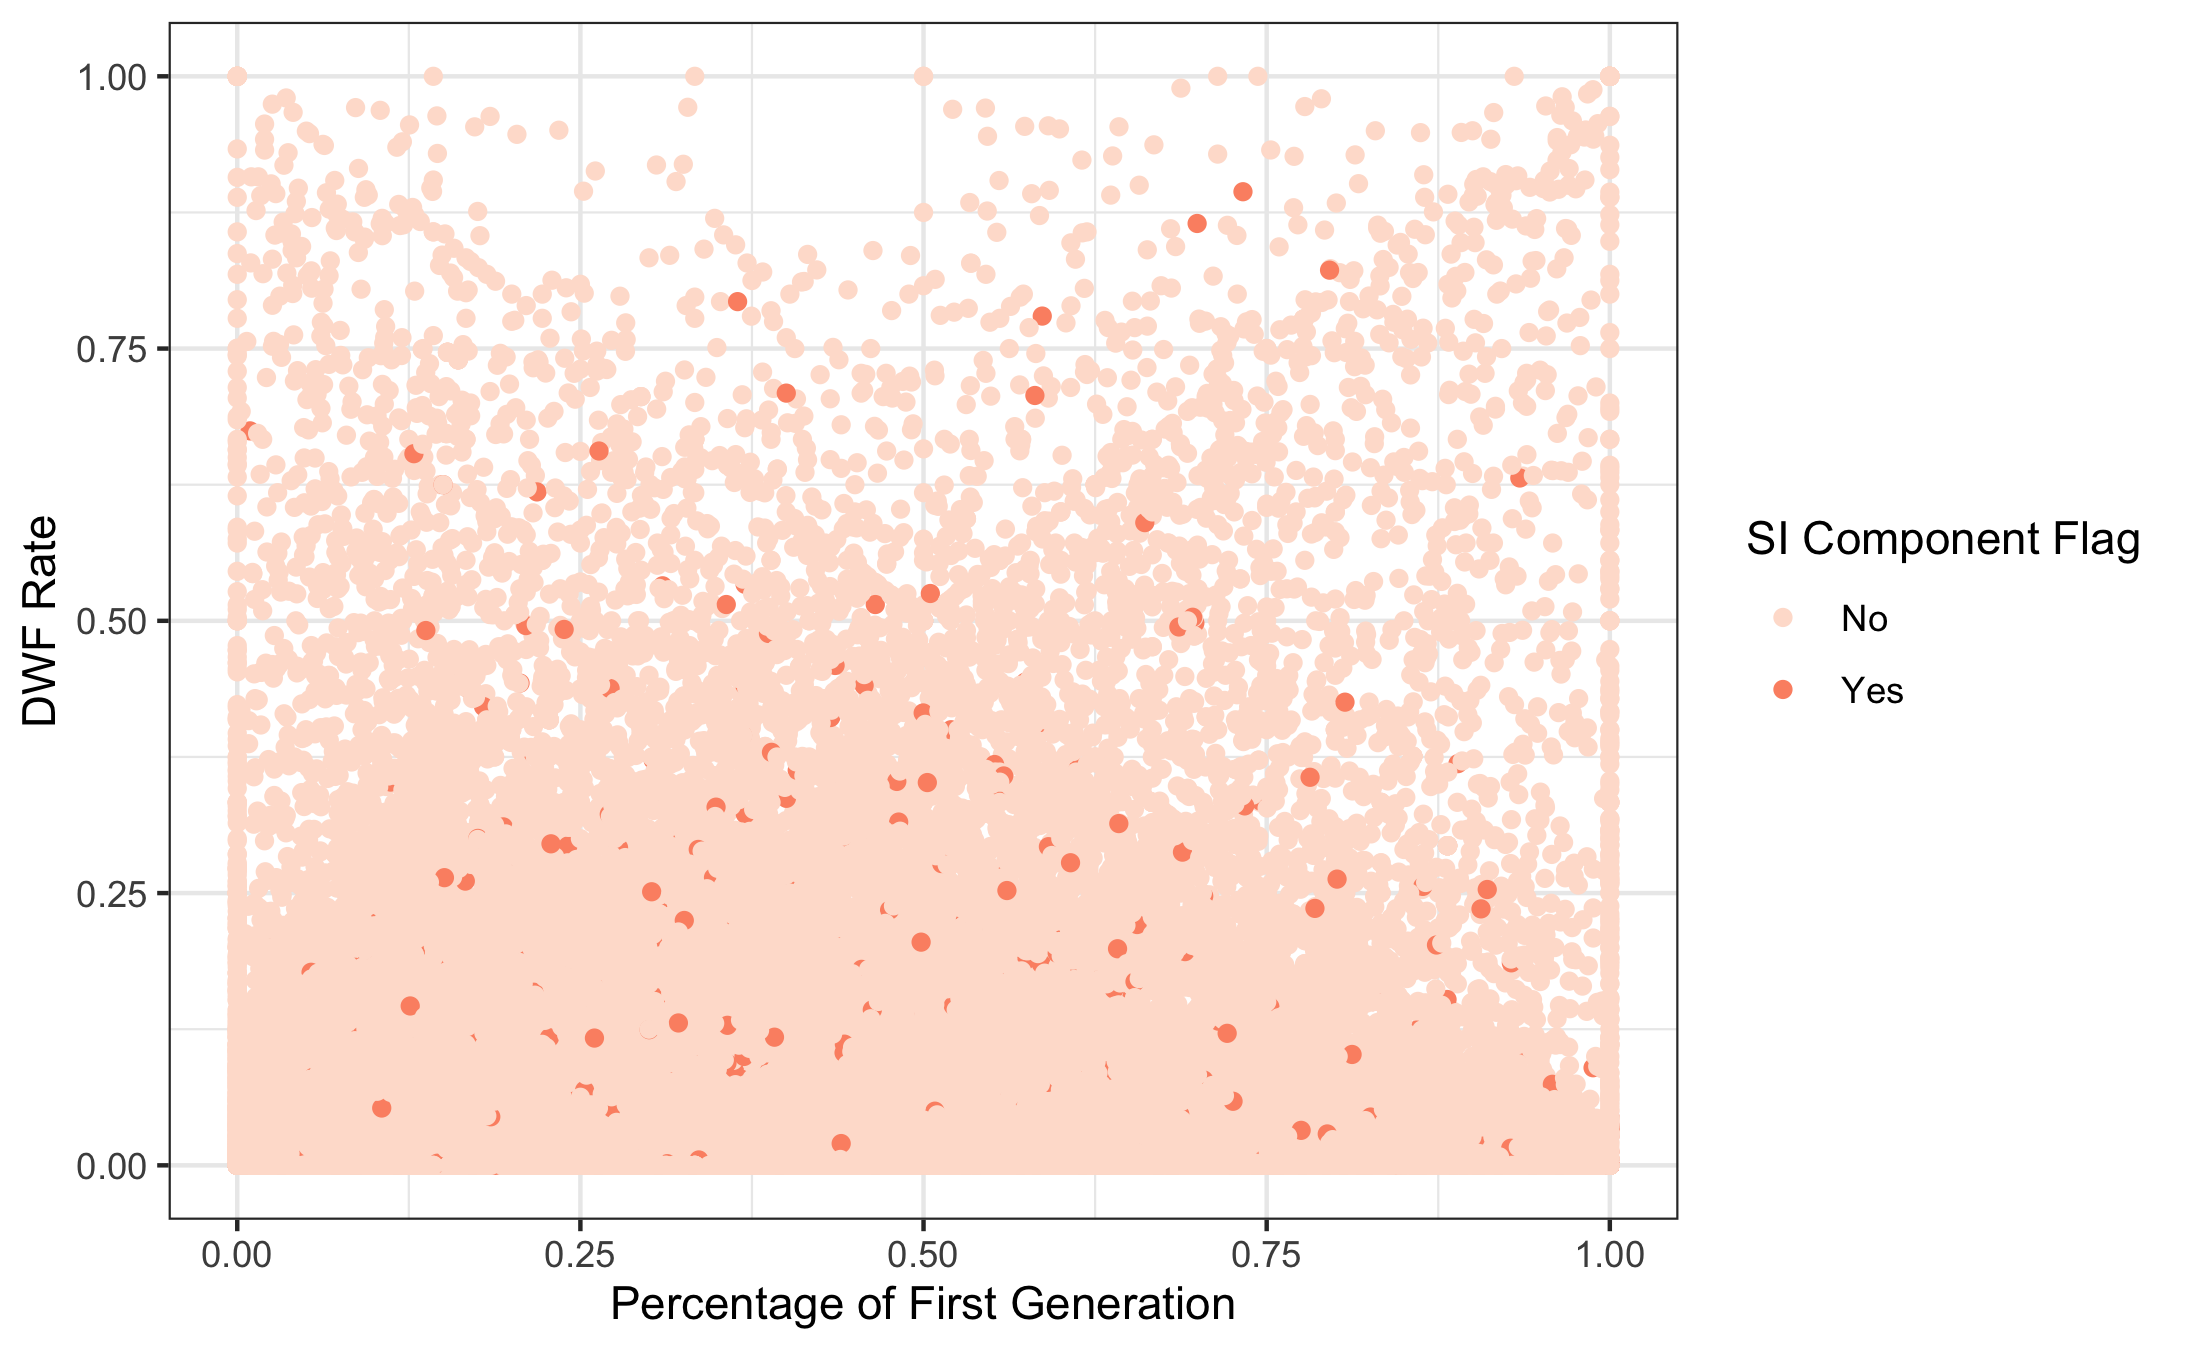 1.00
0.75
0.50
0.25
0.00
DWF Rate
0.00 0.25 0.50 0.75 1.00
Percentage of First Generation
SI Component Flag
No
Yes